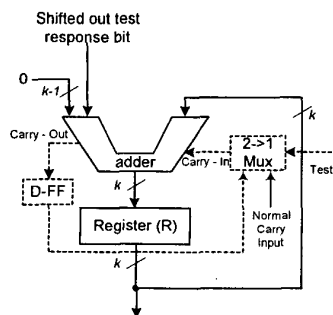 Shifted out test
response bit
0
k-1
k
Carry - Out
adder
Carry - In
2->1
Mux
Test
D-FF
k
Normal
Carry
Input
Register (R)
k